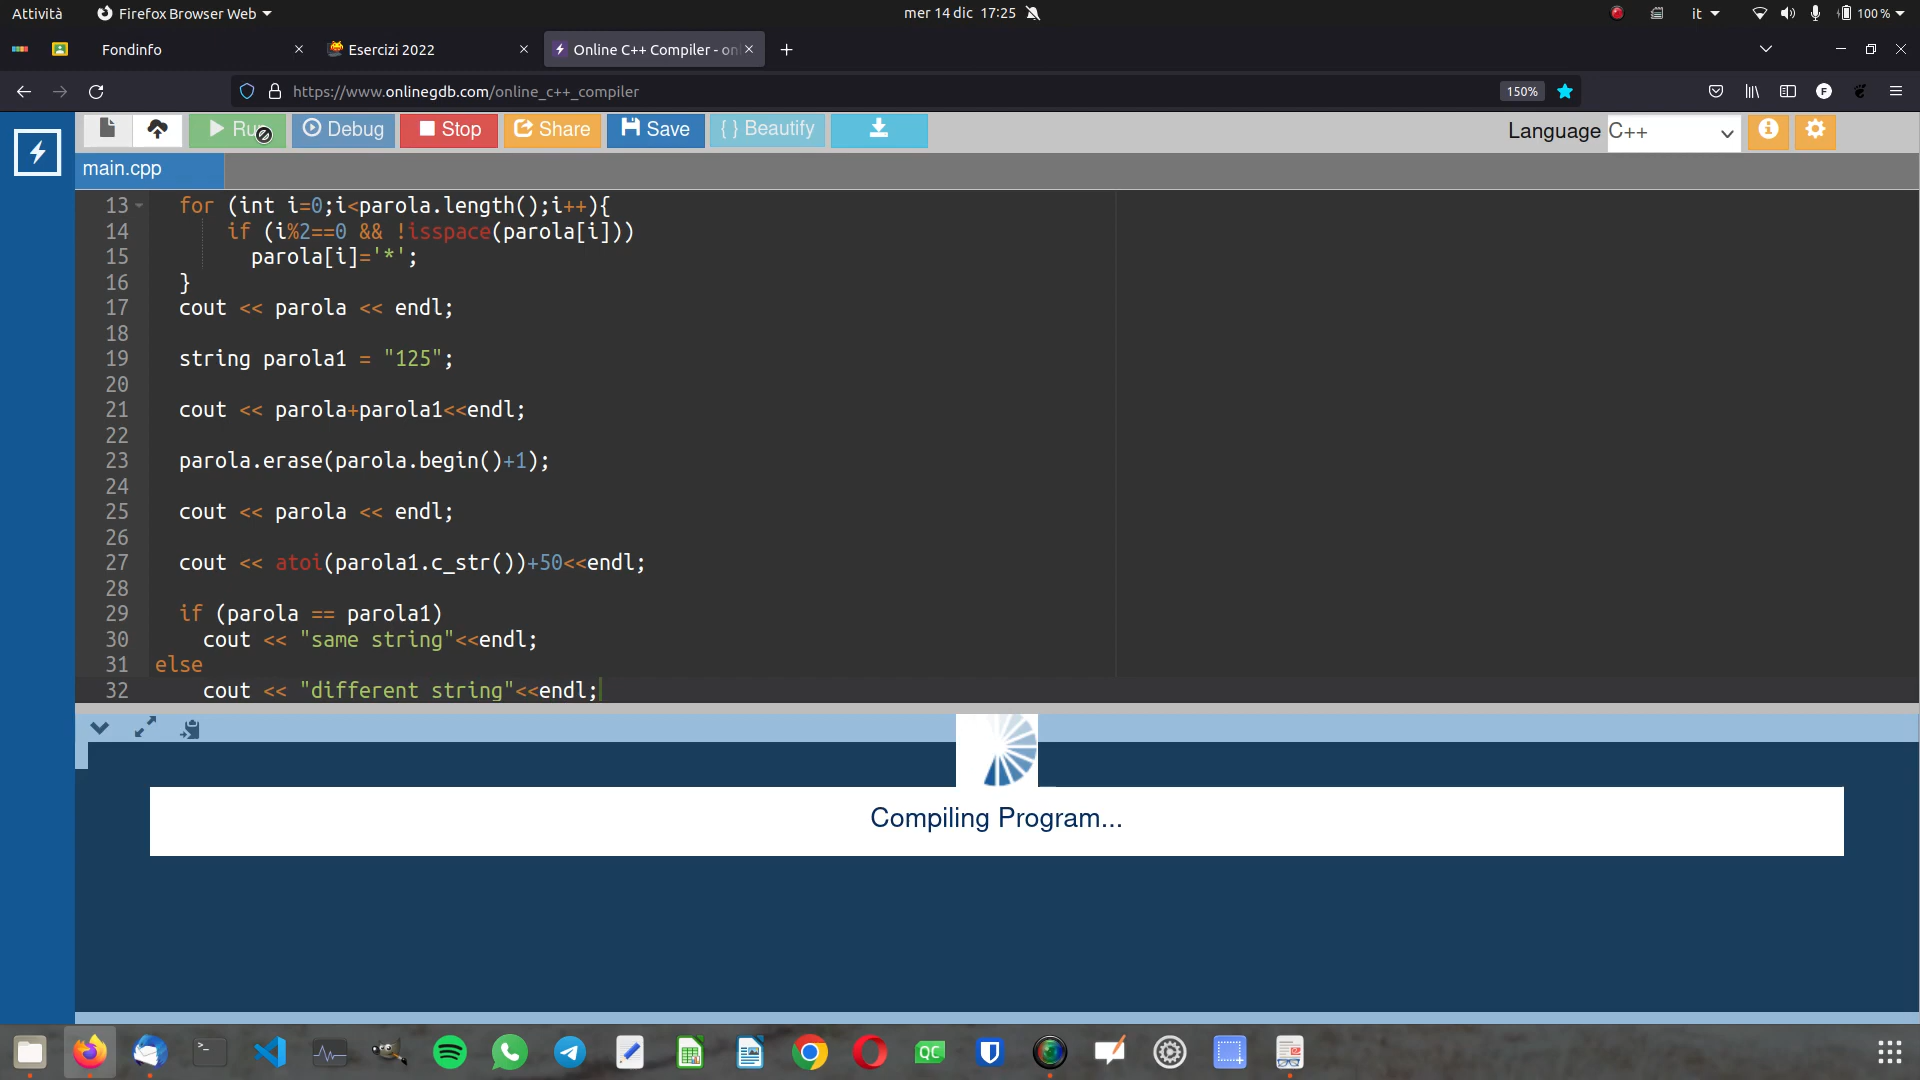 Attività
Firefox Browser Web
mer 14 dic 17:25
it
100 %
Fondinfo
Esercizi 2022
Online C++ Compiler - on
https://www.onlinegdb.com/online_c++_compiler
150%
F
Run
Debug
Stop
Share
Save
{ } Beautify
Language
C++
main.cpp
13 for (int i=0;i<parola.length();i++){
14 if (i%2==0 && !isspace(parola[i]))
15 parola[i]='*';
16 }
17 cout << parola << endl;
18
19 string parola1 = "125";
20
21 cout << parola+parola1<<endl;
22
23 parola.erase(parola.begin()+1);
24
25 cout << parola << endl;
26
27 cout << atoi(parola1.c_str())+50<<endl;
28
29 if (parola == parola1)
30 cout << "same string"<<endl;
31 else
32 cout << "different string"<<endl;
Compiling Program...
QC